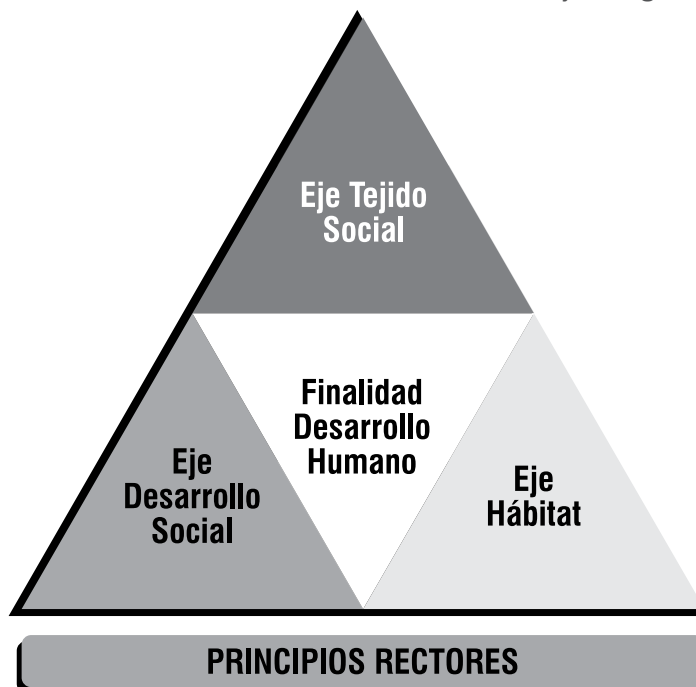 Eje Tejido
Social
Finalidad
Desarrollo
Humano
Eje
Desarrollo
Social
Eje
Hábitat
PRINCIPIOS RECTORES